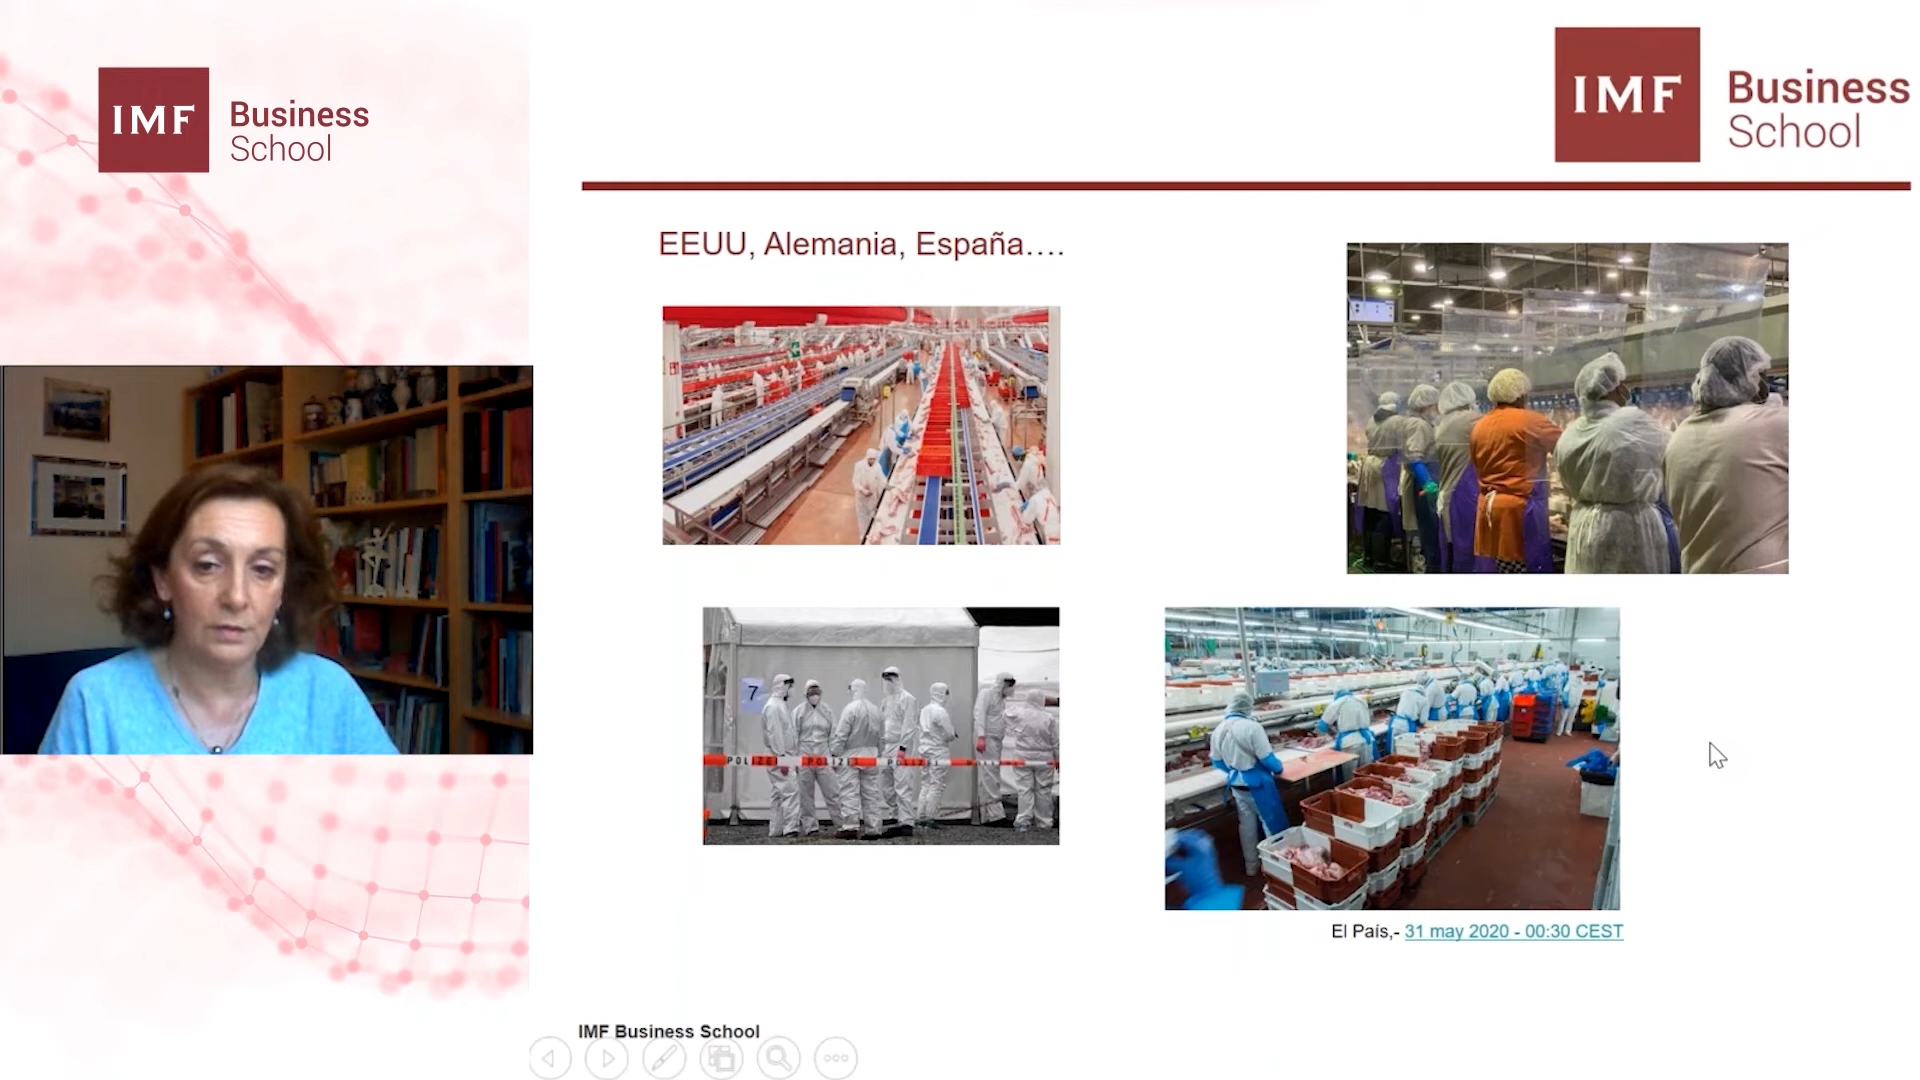 IMF
Business
School
IMF
Business
School
EEUU, Alemania, España....
7
POLIZEI POLIZEI POLIZEI
El País,- 31 may 2020 - 00:30 CEST
IMF Business School